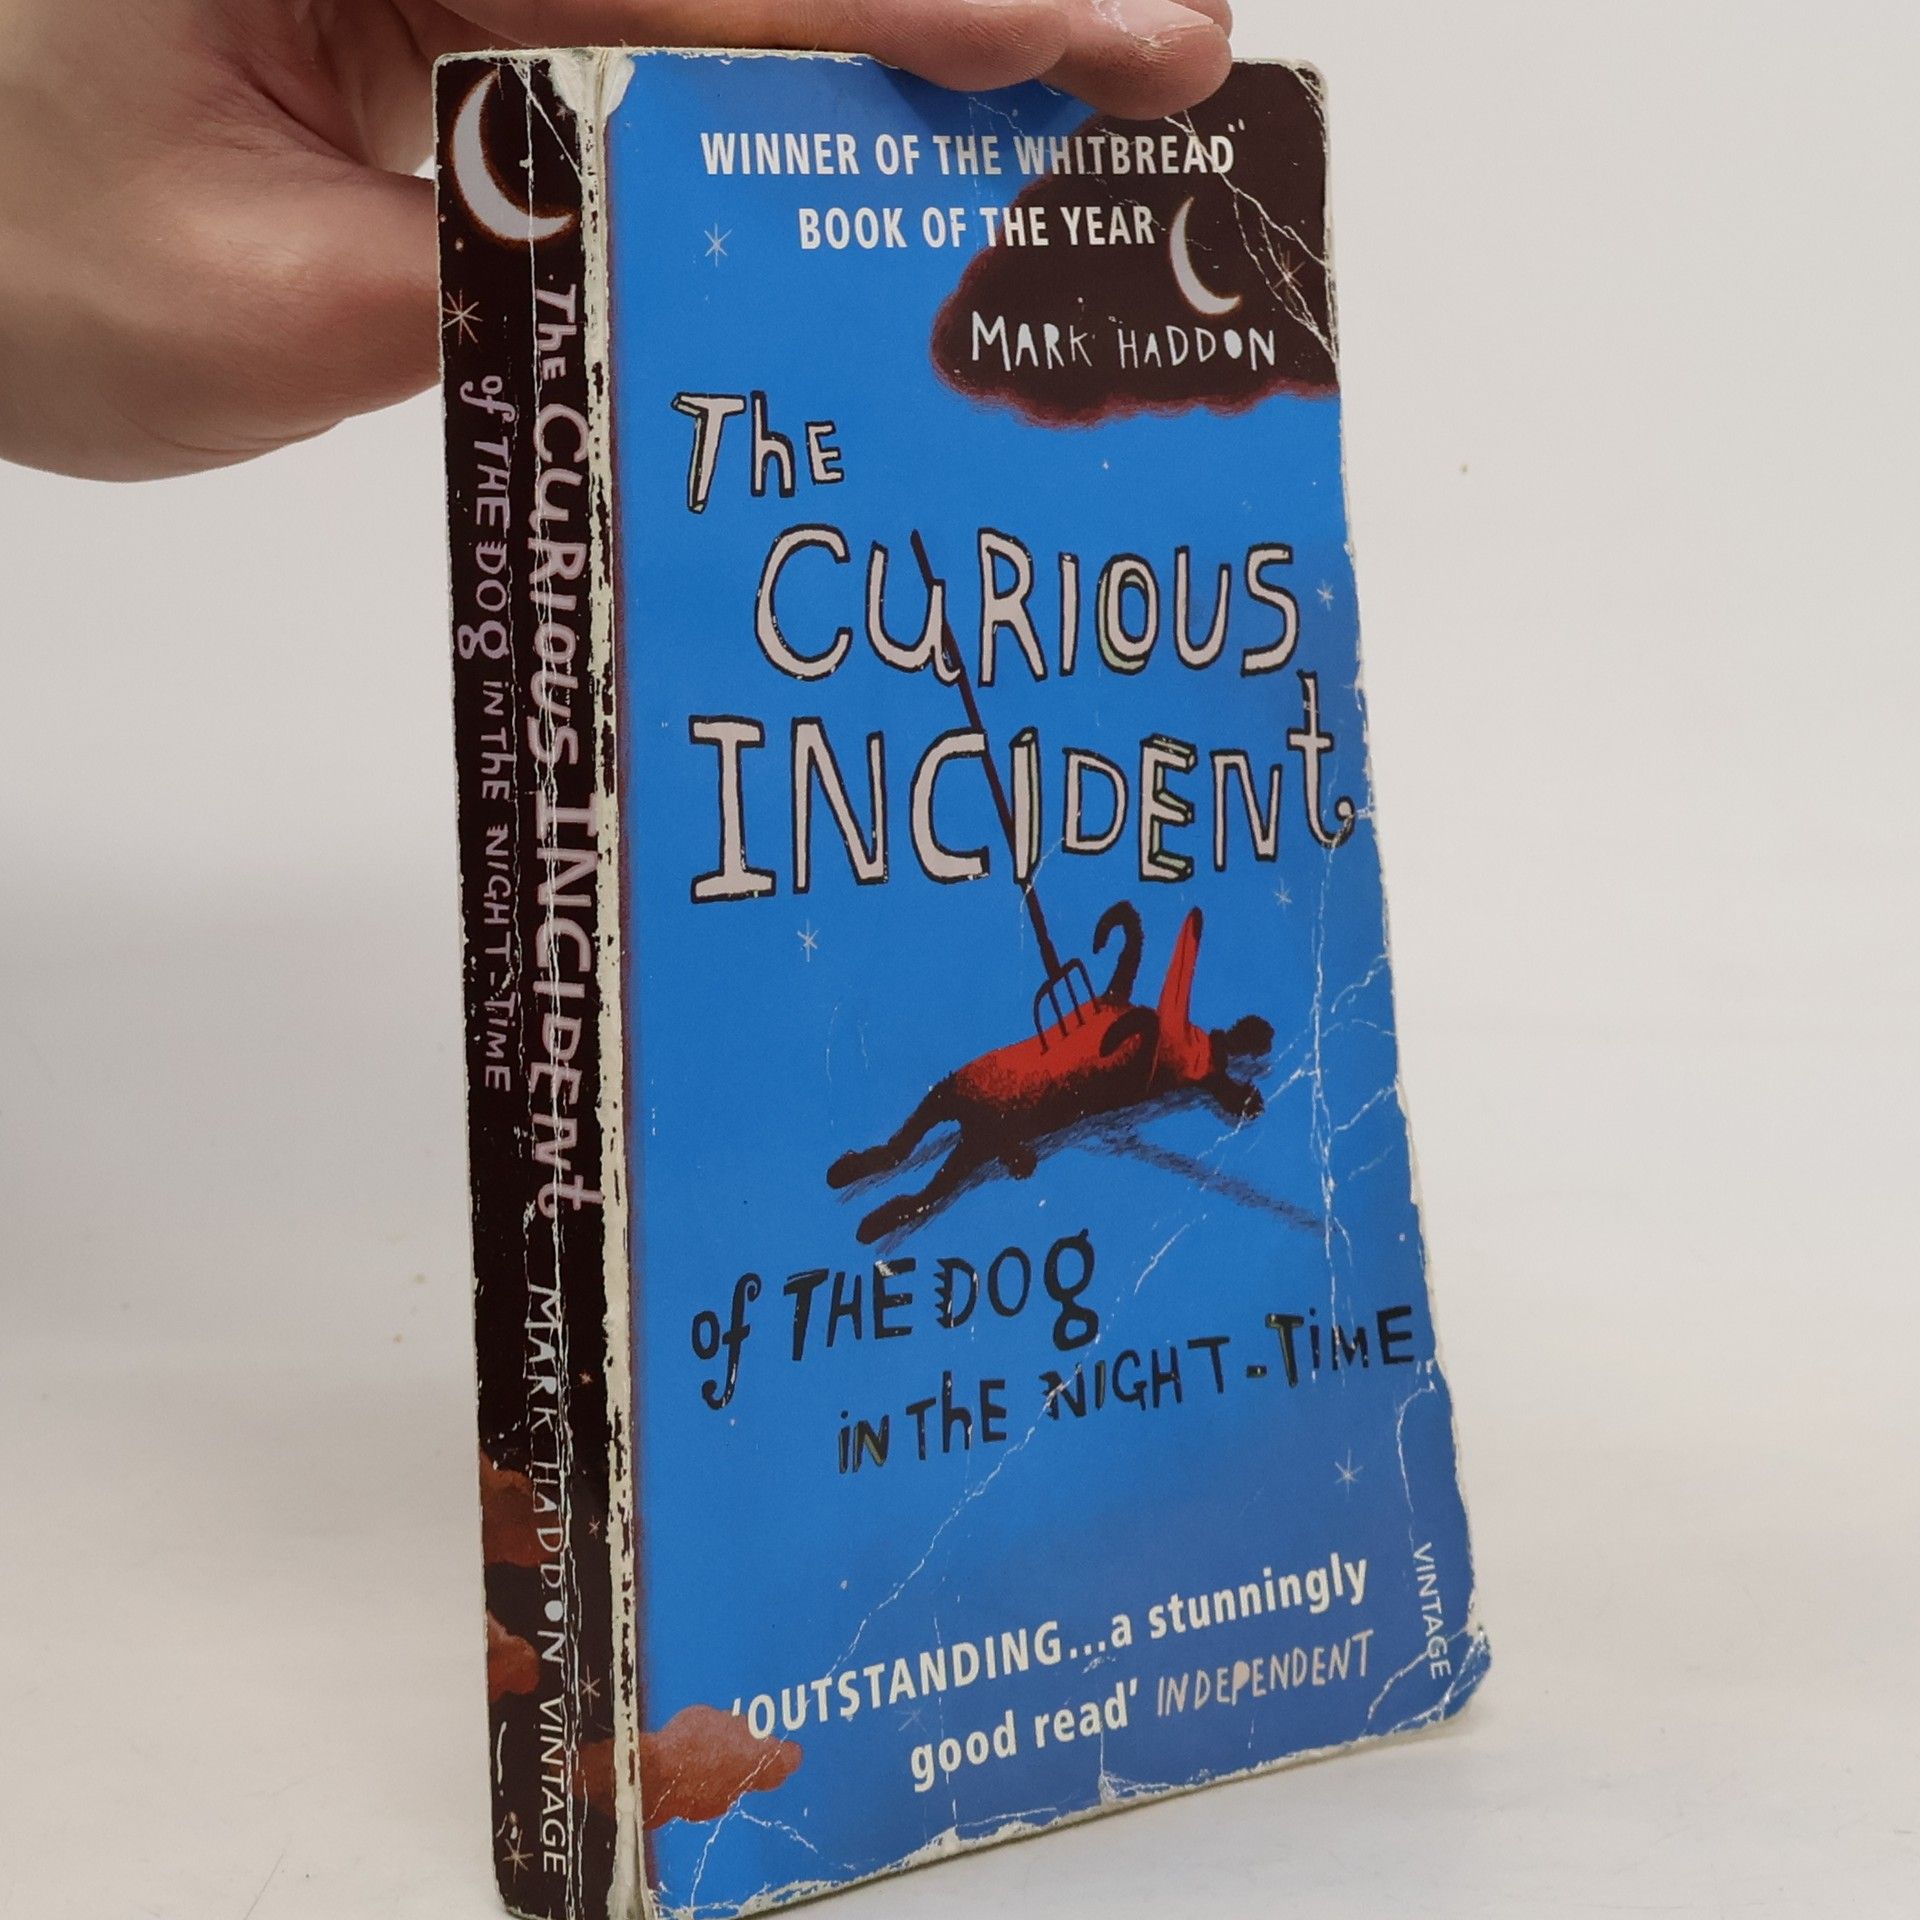 The CURIOUS INCIDENT MARK HADDON VINTAGE
of THE DOg iN The NIGHT-TiME
WINNER OF THE WHITBREAD
BOOK OF THE YEAR
MARK HADDON
The
CuRIOUS
INCIDENt
of THE DOg
iN ThE NIGHT-TiME
'OUTSTANDING...a stunningly
good read' INDEPENDENT
VINTAGE